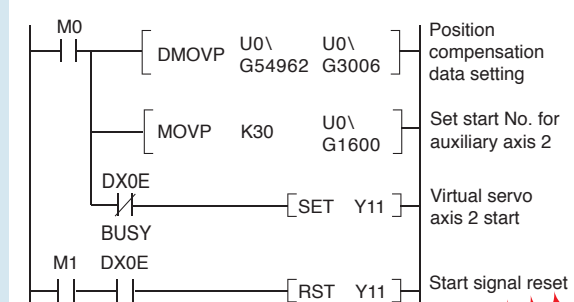 M0
DMOVP U0\G54962 U0\G3006
Position
compensation
data setting
MOVP K30 U0\G1600
Set start No. for
auxiliary axis 2
DX0E
BUSY
SET Y11
Virtual servo
axis 2 start
M1 DX0E
RST Y11
Start signal reset